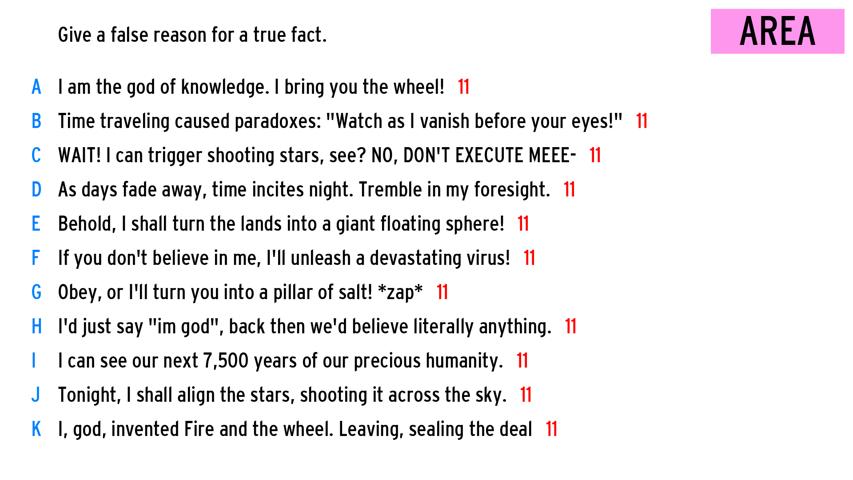 Give a false reason for a true fact.
AREA
A I am the god of knowledge. I bring you the wheel! 11
B Time traveling caused paradoxes: "Watch as I vanish before your eyes!" 11
C WAIT! I can trigger shooting stars, see? NO, DON'T EXECUTE MEEE- 11
D As days fade away, time incites night. Tremble in my foresight. 11
E Behold, I shall turn the lands into a giant floating sphere! 11
F If you don't believe in me, I'll unleash a devastating virus! 11
G Obey, or I'll turn you into a pillar of salt! *zap* 11
H I'd just say "im god", back then we'd believe literally anything. 11
I I can see our next 7,500 years of our precious humanity. 11
J Tonight, I shall align the stars, shooting it across the sky. 11
K I, god, invented Fire and the wheel. Leaving, sealing the deal 11